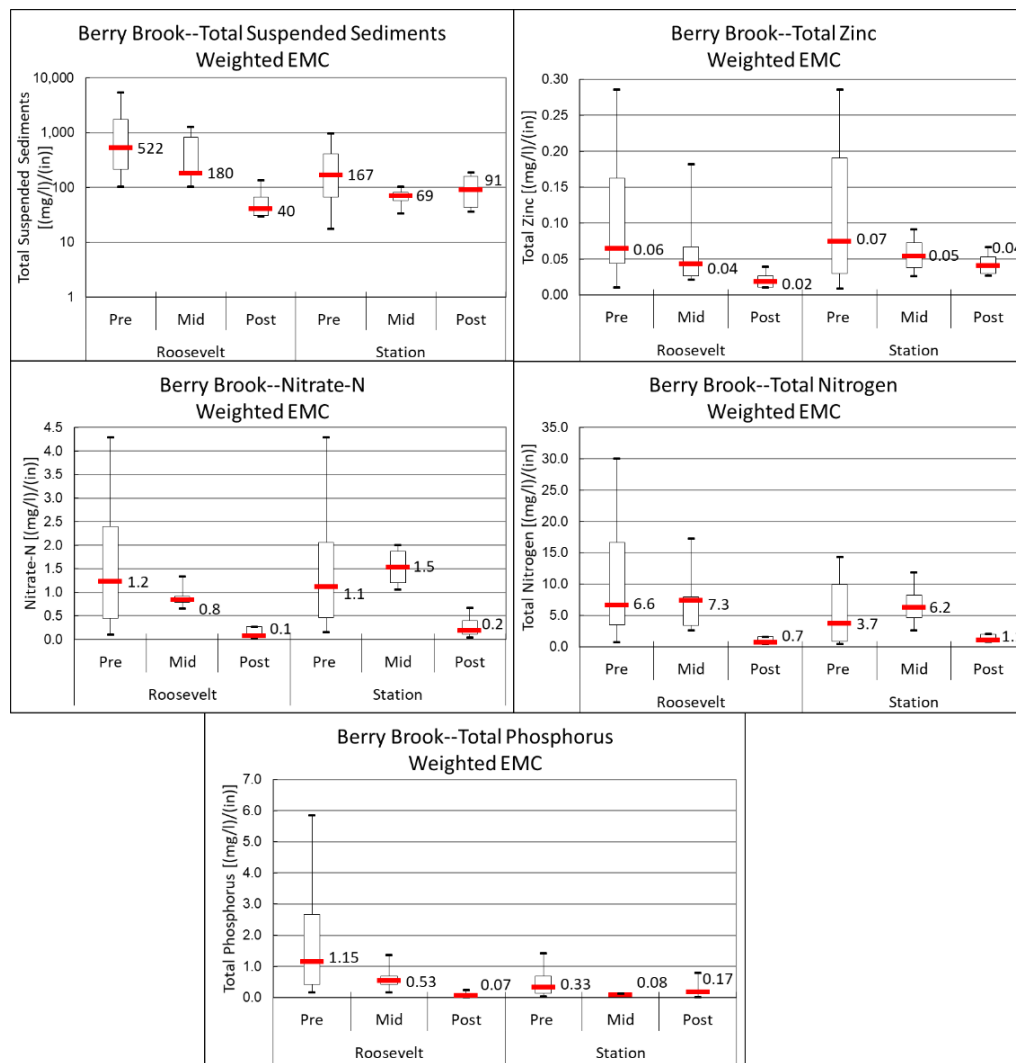 Berry Brook--Total Suspended Sediments
Weighted EMC
Total Suspended Sediments
[(mg/l)/(in)]
10,000
1,000
100
10
1
522
180
40
167
69
91
Pre Mid Post Pre Mid Post
Roosevelt Station
Berry Brook--Total Zinc
Weighted EMC
Total Zinc [(mg/l)/(in)]
0.30
0.25
0.20
0.15
0.10
0.05
0.00
0.06
0.04
0.02
0.07
0.05
0.04
Pre Mid Post Pre Mid Post
Roosevelt Station
Berry Brook--Nitrate-N
Weighted EMC
Nitrate-N [(mg/l)/(in)]
4.5
4.0
3.5
3.0
2.5
2.0
1.5
1.0
0.5
0.0
1.2
0.8
0.1
1.1
1.5
0.2
Pre Mid Post Pre Mid Post
Roosevelt Station
Berry Brook--Total Nitrogen
Weighted EMC
Total Nitrogen [(mg/l)/(in)]
35.0
30.0
25.0
20.0
15.0
10.0
5.0
0.0
6.6
7.3
0.7
3.7
6.2
Pre Mid Post Pre Mid Post
Roosevelt Station
Berry Brook--Total Phosphorus
Weighted EMC
Total Phosphorus [(mg/l)/(in)]
7.0
6.0
5.0
4.0
3.0
2.0
1.0
0.0
1.15
0.53
0.07
0.33
0.08
0.17
Pre Mid Post Pre Mid Post
Roosevelt Station